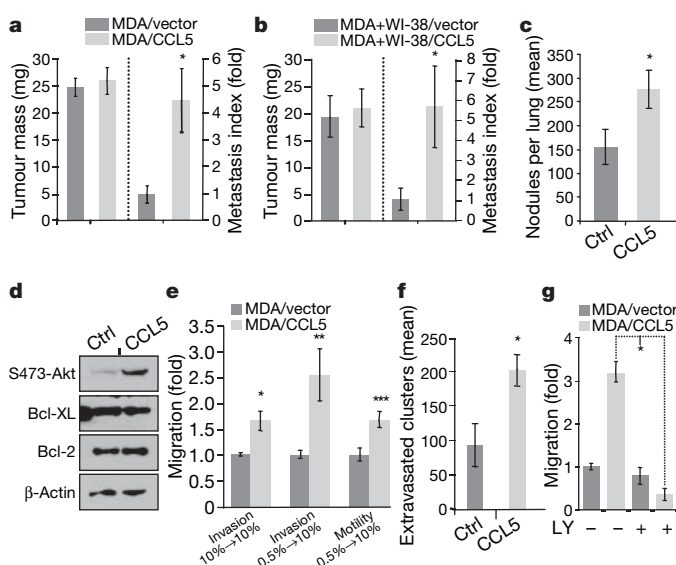 a
MDA/vector
MDA/CCL5
Tumour mass (mg)
30
25
20
15
10
5
0
*
6
5
4
3
2
1
0
Metastasis index (fold)
b
MDA+WI-38/vector
MDA+WI-38/CCL5
Tumour mass (mg)
30
25
20
15
10
5
0
*
8
7
6
5
4
3
2
1
0
Metastasis index (fold)
c
Nodules per lung (mean)
350
300
250
200
150
100
50
0
*
Ctrl
CCL5
d
Ctrl
CCL5
S473-Akt
Bcl-XL
Bcl-2
β-Actin
e
MDA/vector
MDA/CCL5
Migration (fold)
3.5
3.0
2.5
2.0
1.5
1.0
0.5
0
*
**
***
Invasion
10%→10%
Invasion
0.5%→10%
Motility
0.5%→10%
f
Extravasated clusters (mean)
250
200
150
100
50
0
*
Ctrl
CCL5
g
MDA/vector
MDA/CCL5
Migration (fold)
4
3
2
1
0
*
LY − − + +